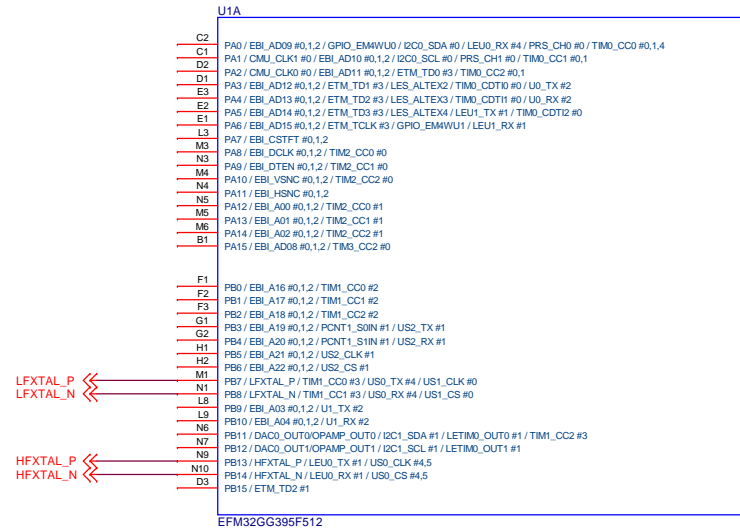 U1A
C2 PA0 / EBI_AD09 #0,1,2 / GPIO_EM4WU0 / I2C0_SDA #0 / LEU0_RX #4 / PRS_CH0 #0 / TIM0_CC0 #0,1,4
C1 PA1 / CMU_CLK1 #0 / EBI_AD10 #0,1,2 / I2C0_SCL #0 / PRS_CH1 #0 / TIM0_CC1 #0,1
D2 PA2 / CMU_CLK0 #0 / EBI_AD11 #0,1,2 / ETM_TD0 #3 / TIM0_CC2 #0,1
D1 PA3 / EBI_AD12 #0,1,2 / ETM_TD1 #3 / LES_ALTEX2 / TIM0_CDTI0 #0 / U0_TX #2
E3 PA4 / EBI_AD13 #0,1,2 / ETM_TD2 #3 / LES_ALTEX3 / TIM0_CDTI1 #0 / U0_RX #2
E2 PA5 / EBI_AD14 #0,1,2 / ETM_TD3 #3 / LES_ALTEX4 / LEU1_TX #1 / TIM0_CDTI2 #0
E1 PA6 / EBI_AD15 #0,1,2 / ETM_TCLK #3 / GPIO_EM4WU1 / LEU1_RX #1
L3 PA7 / EBI_CSTFT #0,1,2
M3 PA8 / EBI_DCLK #0,1,2 / TIM2_CC0 #0
N3 PA9 / EBI_DTEN #0,1,2 / TIM2_CC1 #0
M4 PA10 / EBI_VSNC #0,1,2 / TIM2_CC2 #0
N4 PA11 / EBI_HSNC #0,1,2
N5 PA12 / EBI_A00 #0,1,2 / TIM2_CC0 #1
M5 PA13 / EBI_A01 #0,1,2 / TIM2_CC1 #1
M6 PA14 / EBI_A02 #0,1,2 / TIM2_CC2 #1
B1 PA15 / EBI_AD08 #0,1,2 / TIM3_CC2 #0
F1 PB0 / EBI_A16 #0,1,2 / TIM1_CC0 #2
F2 PB1 / EBI_A17 #0,1,2 / TIM1_CC1 #2
F3 PB2 / EBI_A18 #0,1,2 / TIM1_CC2 #2
G1 PB3 / EBI_A19 #0,1,2 / PCNT1_S0IN #1 / US2_TX #1
G2 PB4 / EBI_A20 #0,1,2 / PCNT1_S1IN #1 / US2_RX #1
H1 PB5 / EBI_A21 #0,1,2 / US2_CLK #1
H2 PB6 / EBI_A22 #0,1,2 / US2_CS #1
LFXTAL_P M1 PB7 / LFXTAL_P / TIM1_CC0 #3 / US0_TX #4 / US1_CLK #0
LFXTAL_N N1 PB8 / LFXTAL_N / TIM1_CC1 #3 / US0_RX #4 / US1_CS #0
L8 PB9 / EBI_A03 #0,1,2 / U1_TX #2
L9 PB10 / EBI_A04 #0,1,2 / U1_RX #2
N6 PB11 / DAC0_OUT0/OPAMP_OUT0 / I2C1_SDA #1 / LETIM0_OUT0 #1 / TIM1_CC2 #3
N7 PB12 / DAC0_OUT1/OPAMP_OUT1 / I2C1_SCL #1 / LETIM0_OUT1 #1
HFXTAL_P N9 PB13 / HFXTAL_P / LEU0_TX #1 / US0_CLK #4,5
HFXTAL_N N10 PB14 / HFXTAL_N / LEU0_RX #1 / US0_CS #4,5
D3 PB15 / ETM_TD2 #1
EFM32GG395F512